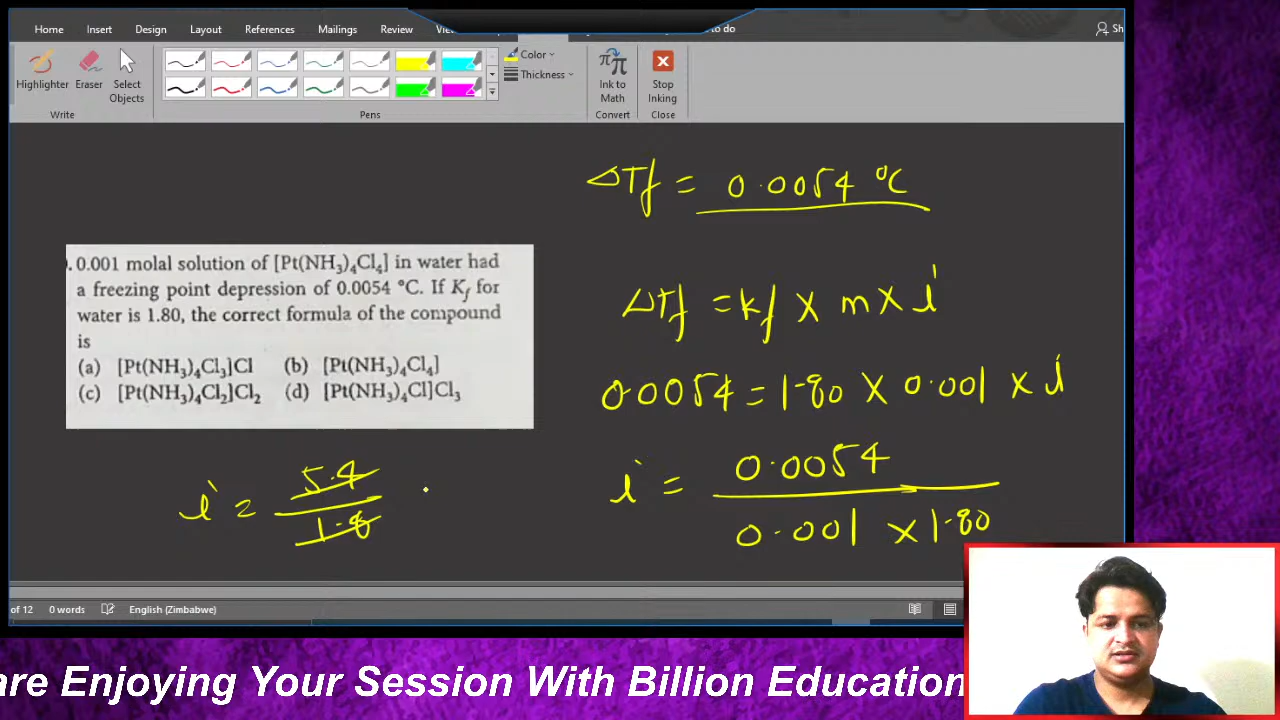 Home Insert Design Layout References Mailings Review to do Sh
Highlighter Eraser Select Objects Color Thickness Ink to Math Stop Inking
Write Pens Convert Close
ΔTf = 0.0054 °C
0.001 molal solution of [Pt(NH₃)₄Cl₄] in water had
a freezing point depression of 0.0054 °C. If Kf for
water is 1.80, the correct formula of the compound
is
(a) [Pt(NH₃)₄Cl₃]Cl (b) [Pt(NH₃)₄Cl₄]
(c) [Pt(NH₃)₄Cl₂]Cl₂ (d) [Pt(NH₃)₄Cl]Cl₃
ΔTf = kf × m × i
0.0054 = 1.80 × 0.001 × i
i = 0.0054 / 0.001 × 1.80
i = 5.4 / 1.8
of 12 0 words English (Zimbabwe)
are Enjoying Your Session With Billion Education